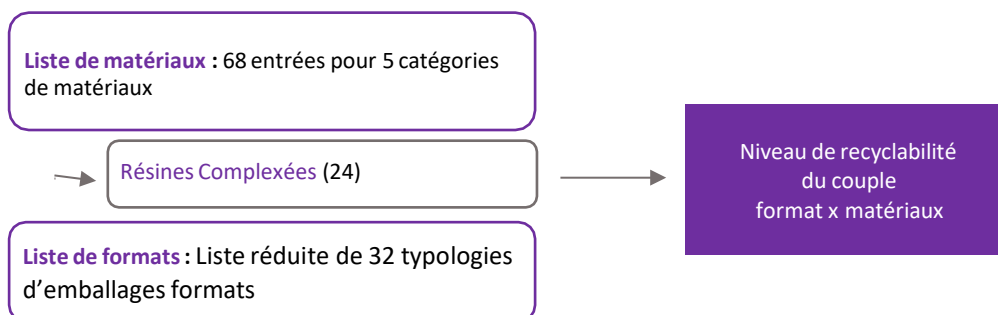 Liste de matériaux : 68 entrées pour 5 catégories
de matériaux
Résines Complexées (24)
Liste de formats : Liste réduite de 32 typologies
d’emballages formats
Niveau de recyclabilité
du couple
format x matériaux